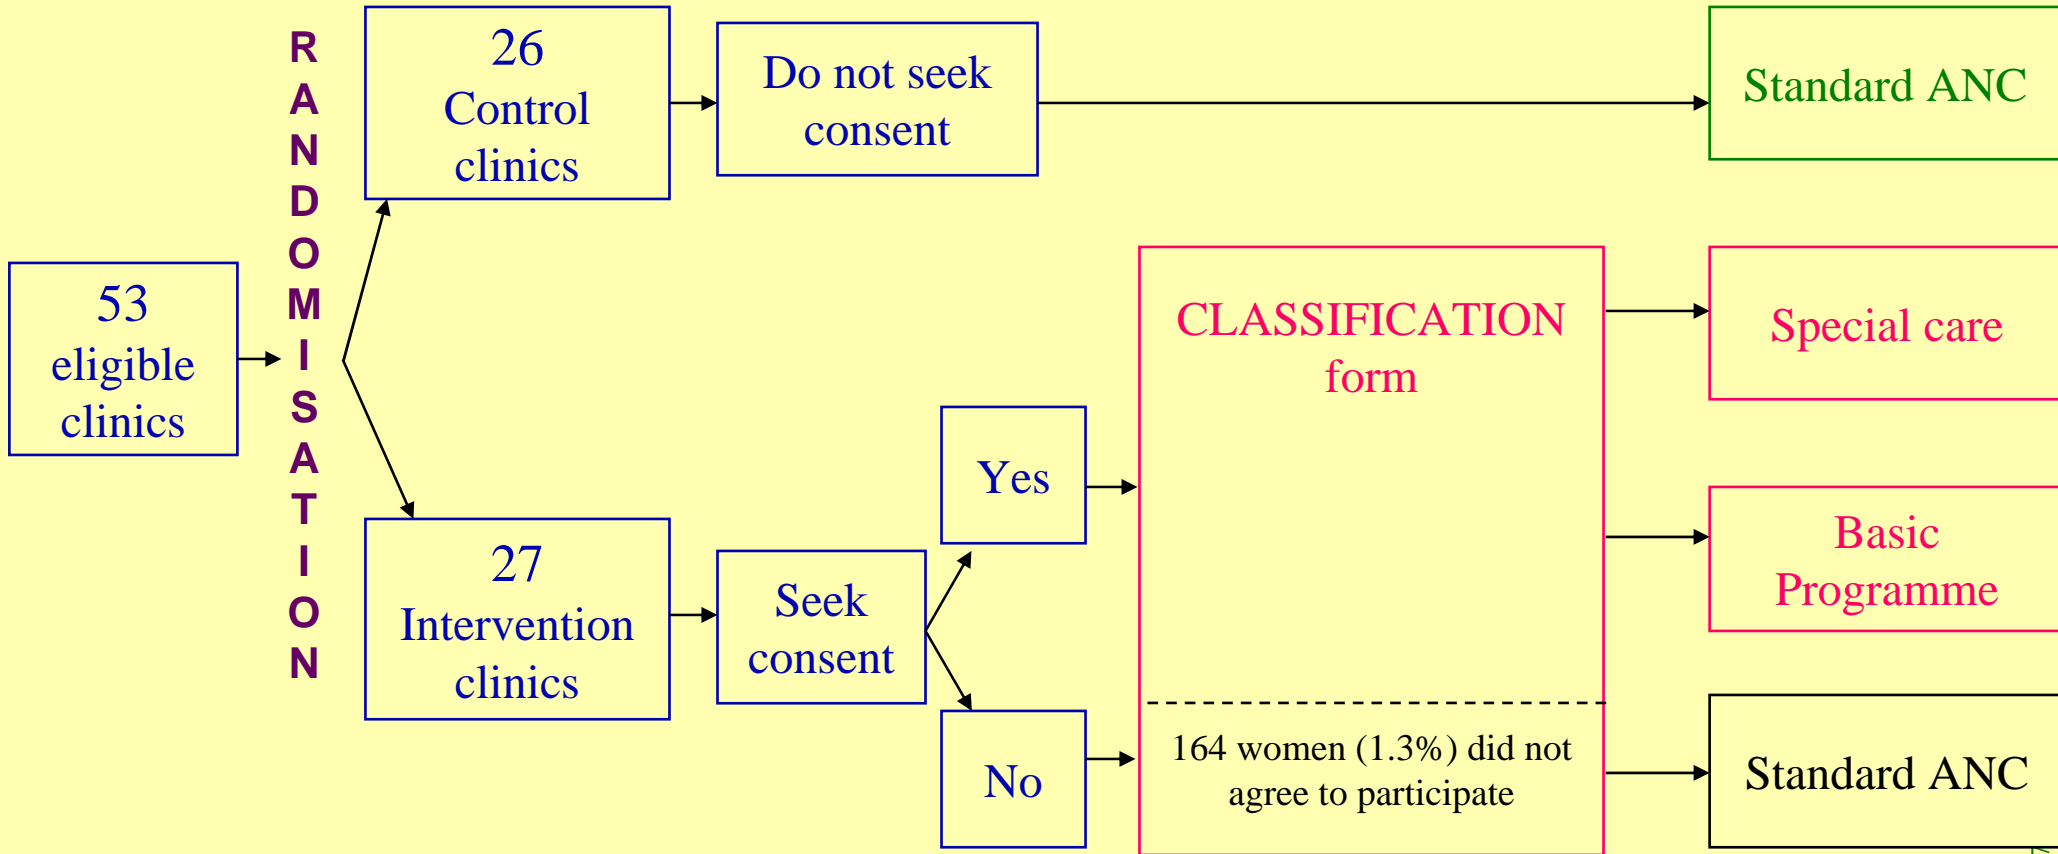 53
eligible
clinics
RANDOMISATION
26
Control
clinics
Do not seek
consent
Standard ANC
27
Intervention
clinics
Seek
consent
Yes
No
CLASSIFICATION
form
164 women (1.3%) did not
agree to participate
Special care
Basic
Programme
Standard ANC